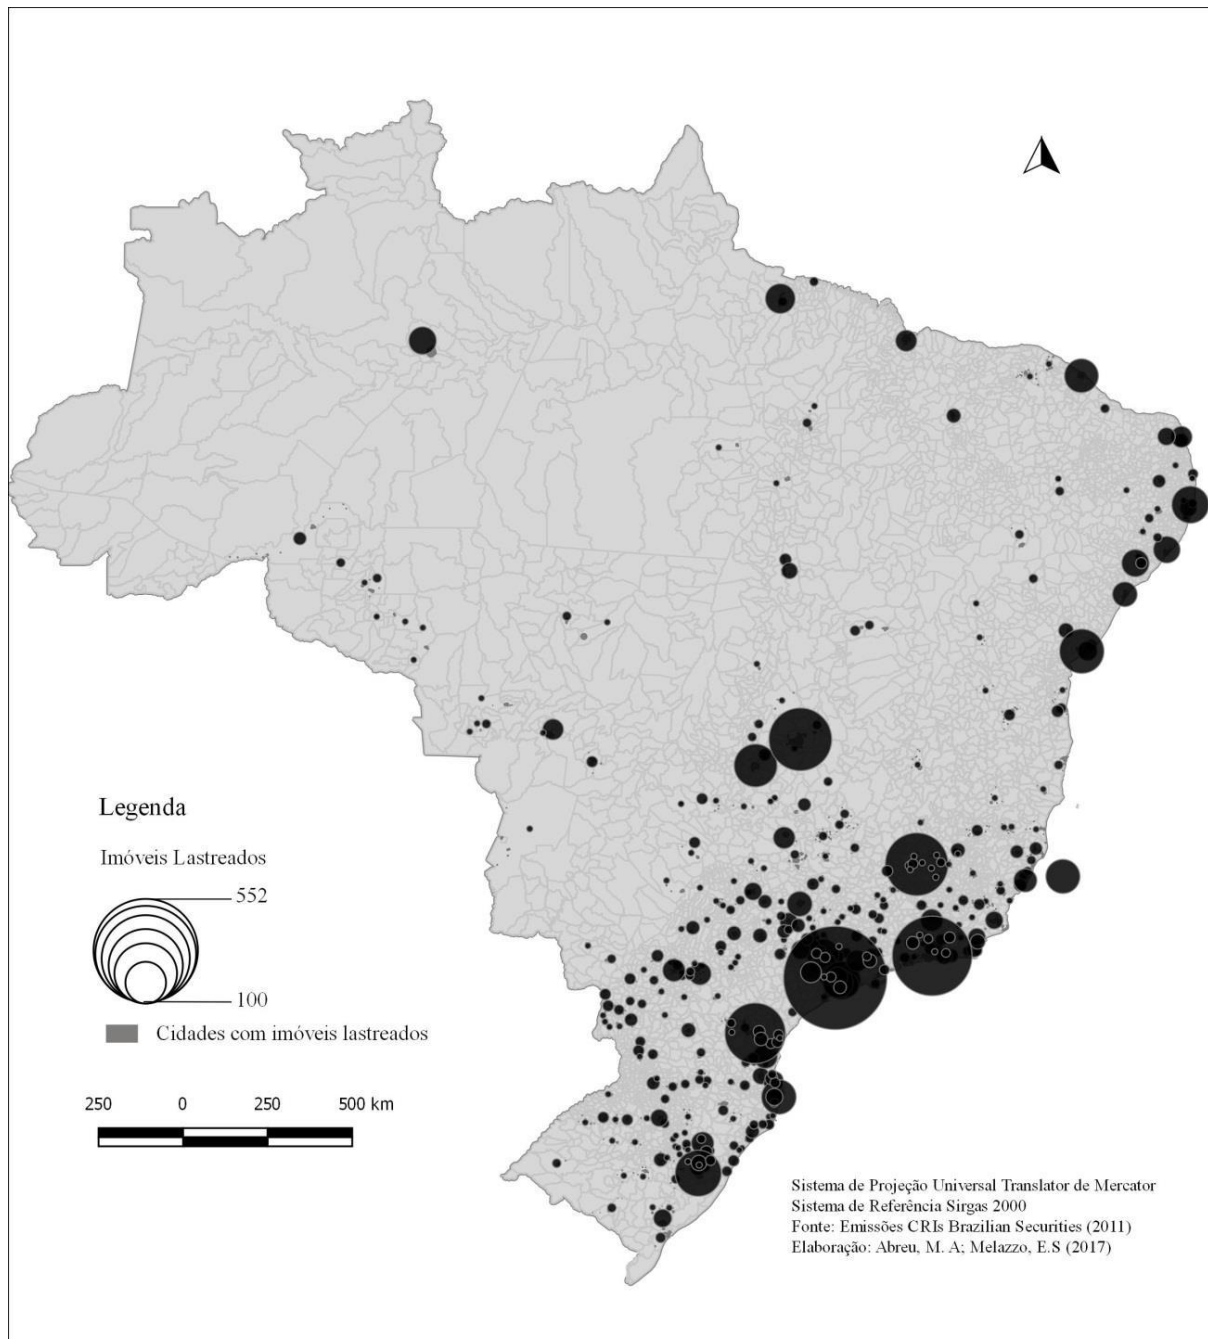 Legenda
Imóveis Lastreados
552
100
Cidades com imóveis lastreados
250 0 250 500 km
Sistema de Projeção Universal Translator de Mercator
Sistema de Referência Sirgas 2000
Fonte: Emissões CRIs Brazilian Securities (2011)
Elaboração: Abreu, M. A; Melazzo, E.S (2017)